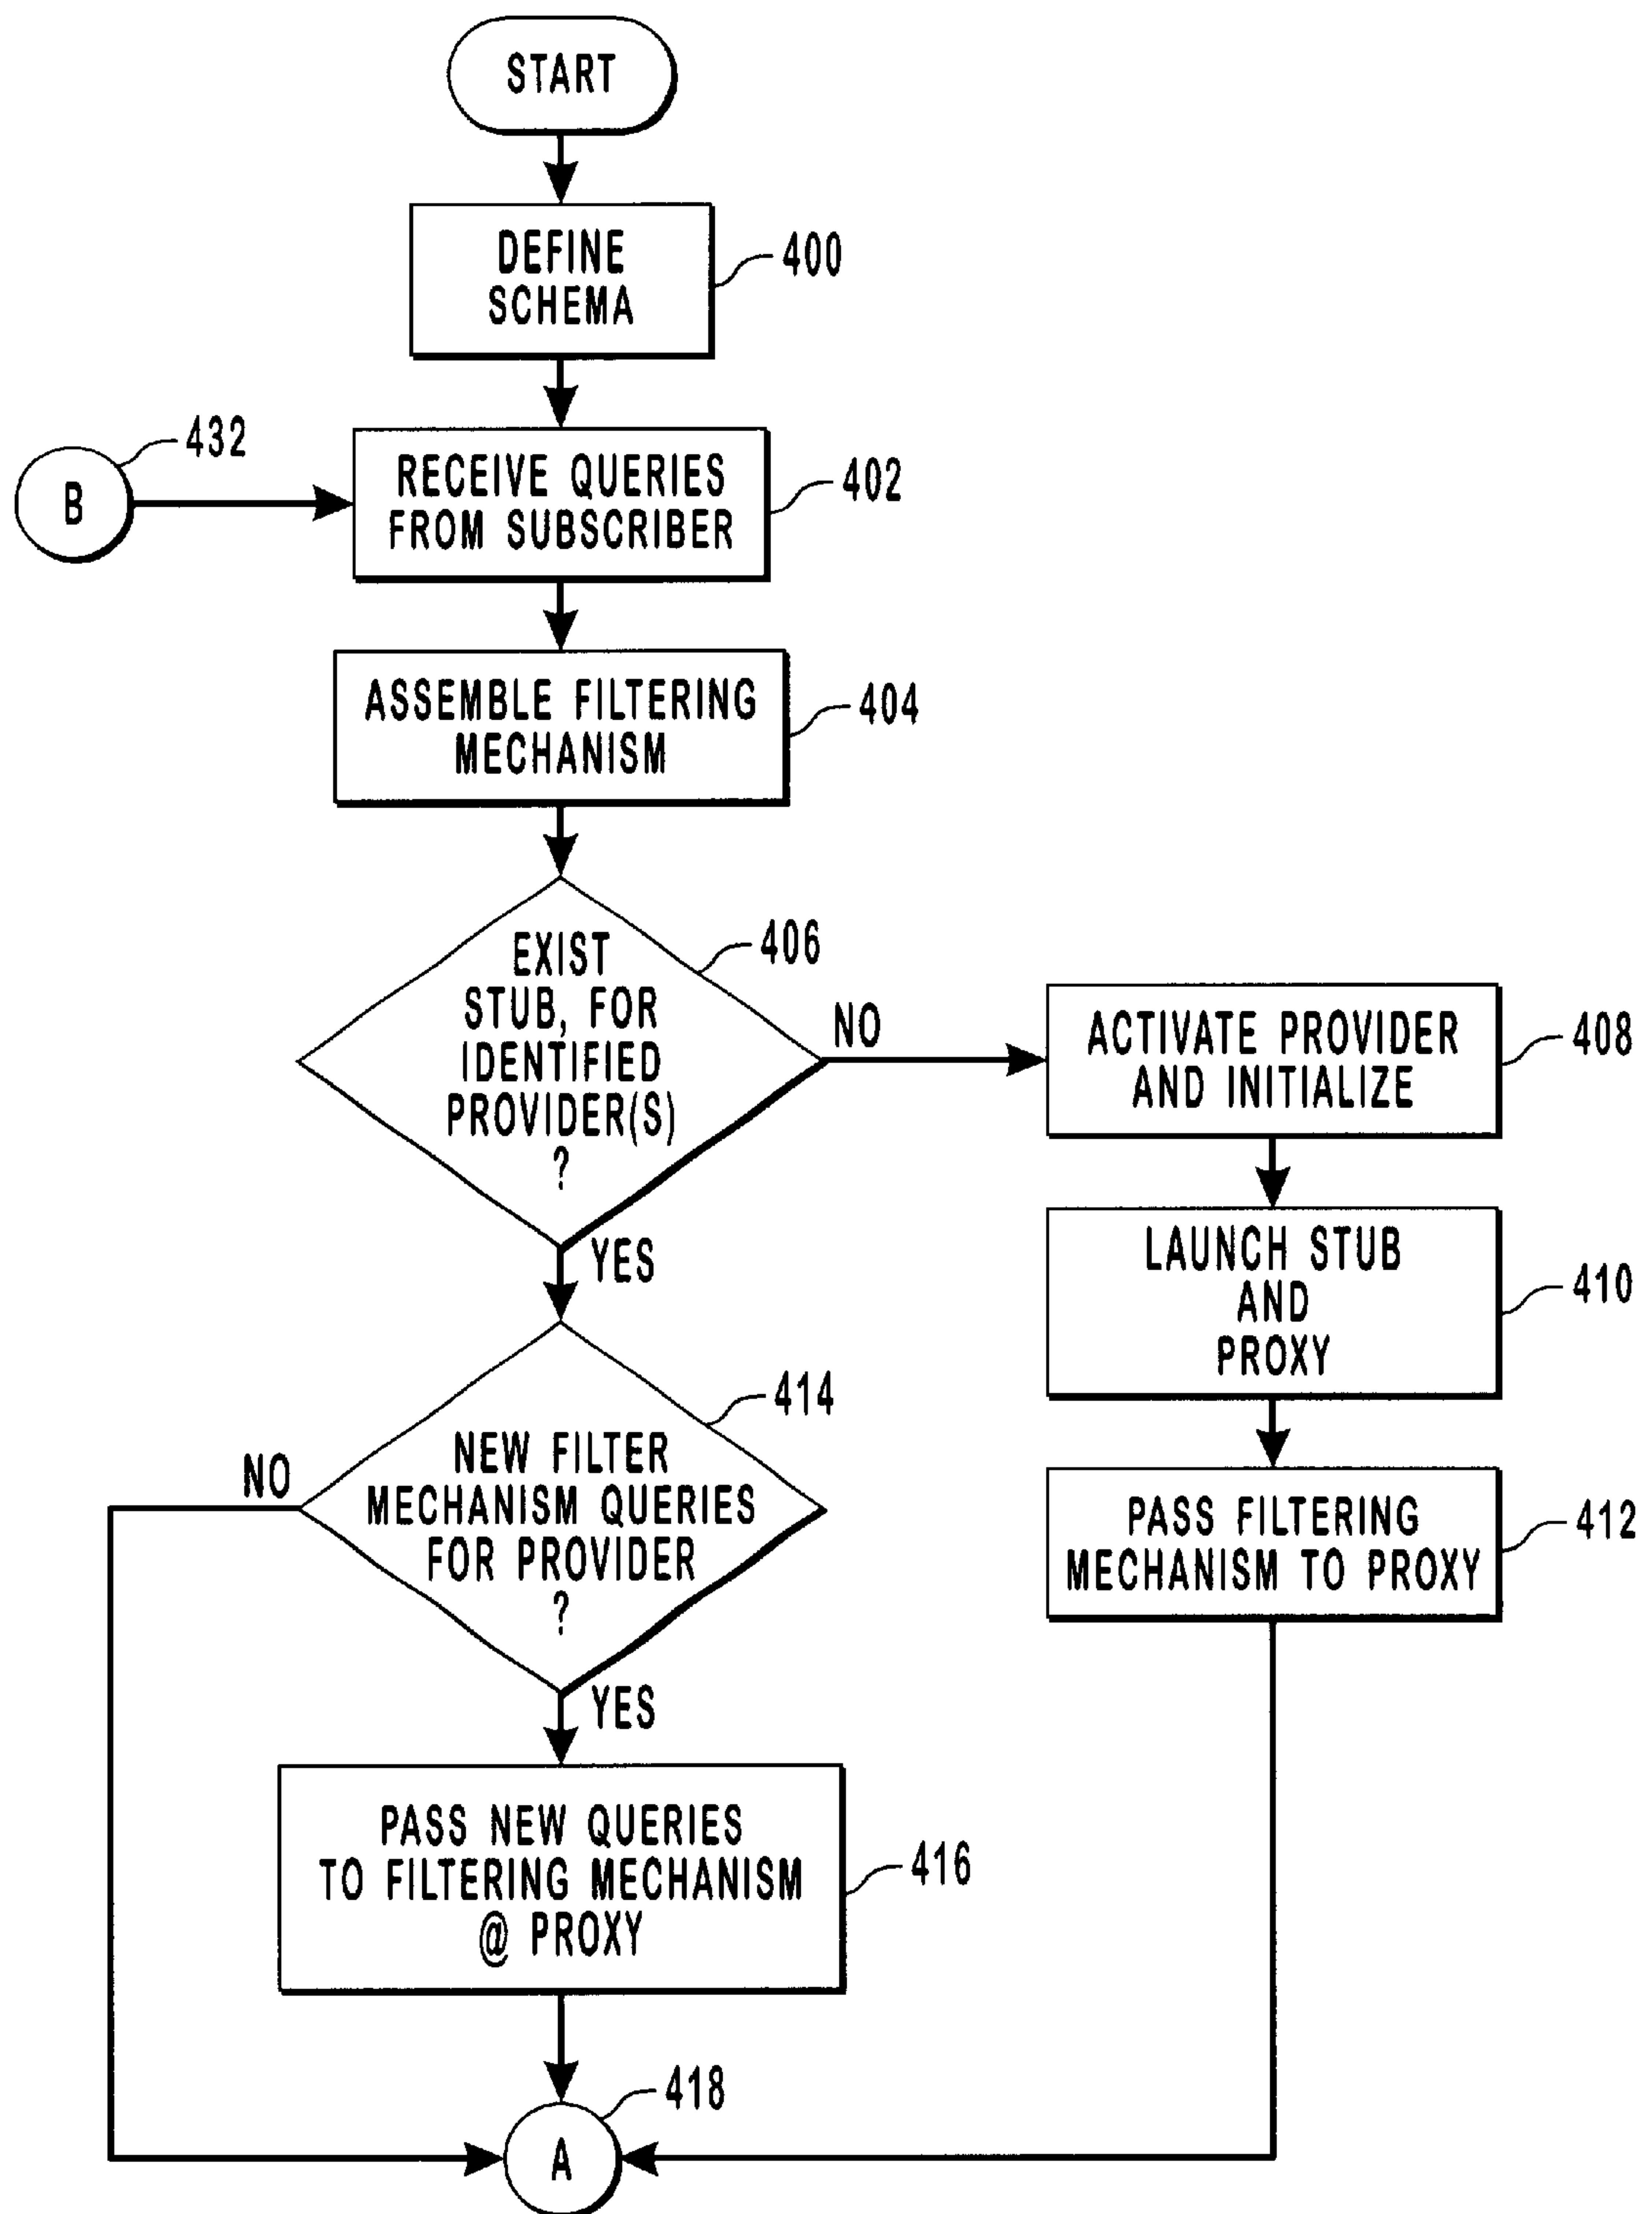 START
DEFINE
SCHEMA
400
432
B
RECEIVE QUERIES
FROM SUBSCRIBER
402
ASSEMBLE FILTERING
MECHANISM
404
EXIST
STUB, FOR
IDENTIFIED
PROVIDER(S)
?
406
NO
YES
ACTIVATE PROVIDER
AND INITIALIZE
408
LAUNCH STUB
AND
PROXY
410
PASS FILTERING
MECHANISM TO PROXY
412
NEW FILTER
MECHANISM QUERIES
FOR PROVIDER
?
414
NO
YES
PASS NEW QUERIES
TO FILTERING MECHANISM
@ PROXY
416
418
A